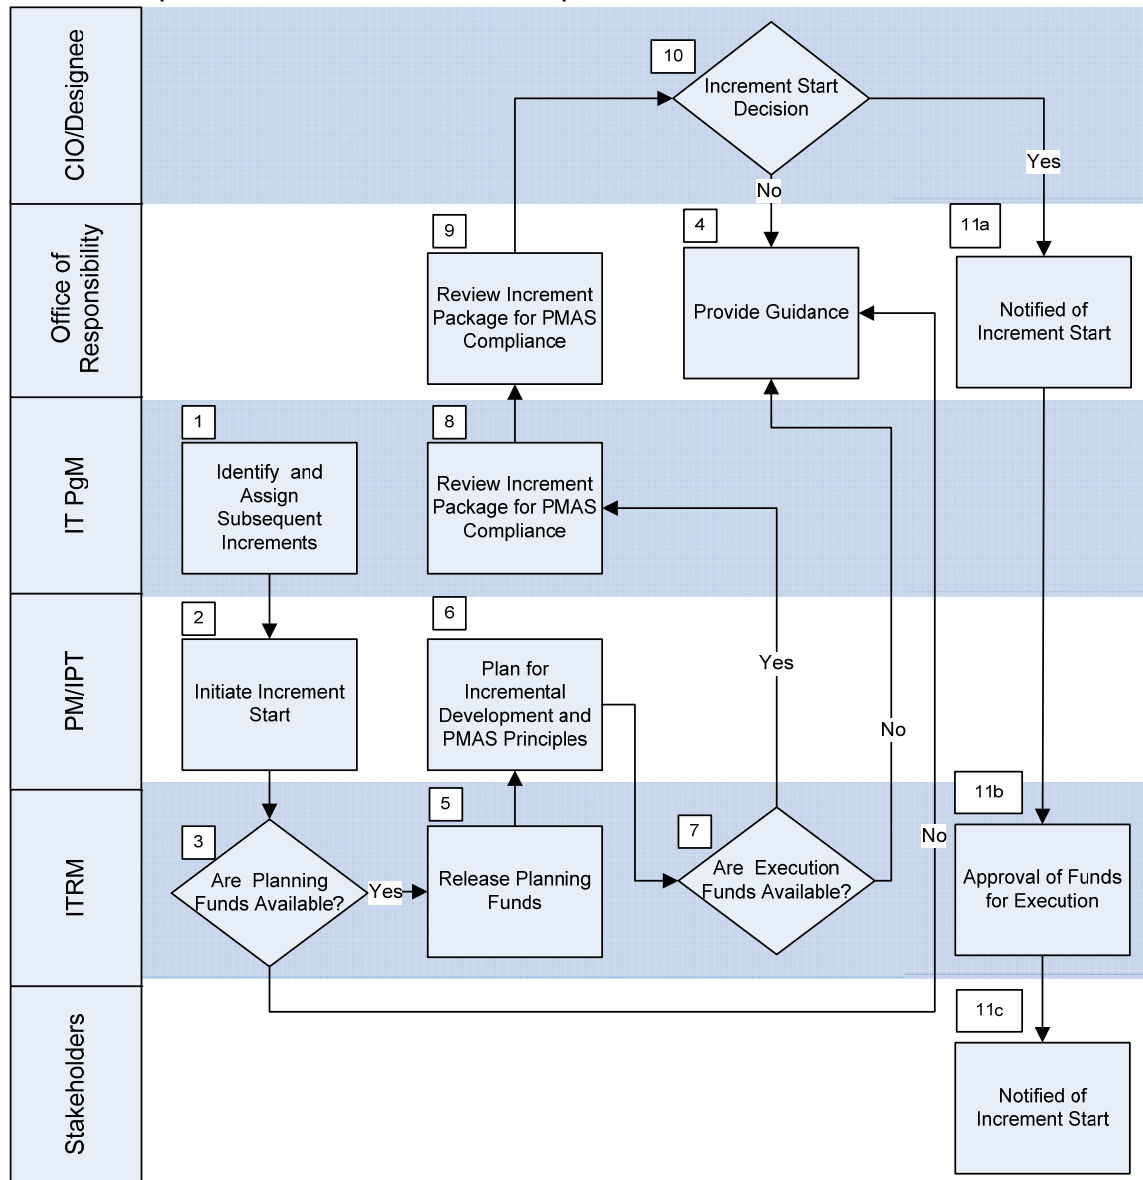 CIO/Designee
10
Increment Start
Decision
Yes
No
Office of
Responsibility
9
Review Increment
Package for PMAS
Compliance
4
Provide Guidance
11a
Notified of
Increment Start
IT PgM
1
Identify and
Assign
Subsequent
Increments
8
Review Increment
Package for PMAS
Compliance
PM/IPT
2
Initiate Increment
Start
6
Plan for
Incremental
Development and
PMAS Principles
Yes
No
ITRM
3
Are Planning
Funds Available?
Yes
5
Release Planning
Funds
7
Are Execution
Funds Available?
No
11b
Approval of Funds
for Execution
Stakeholders
11c
Notified of
Increment Start